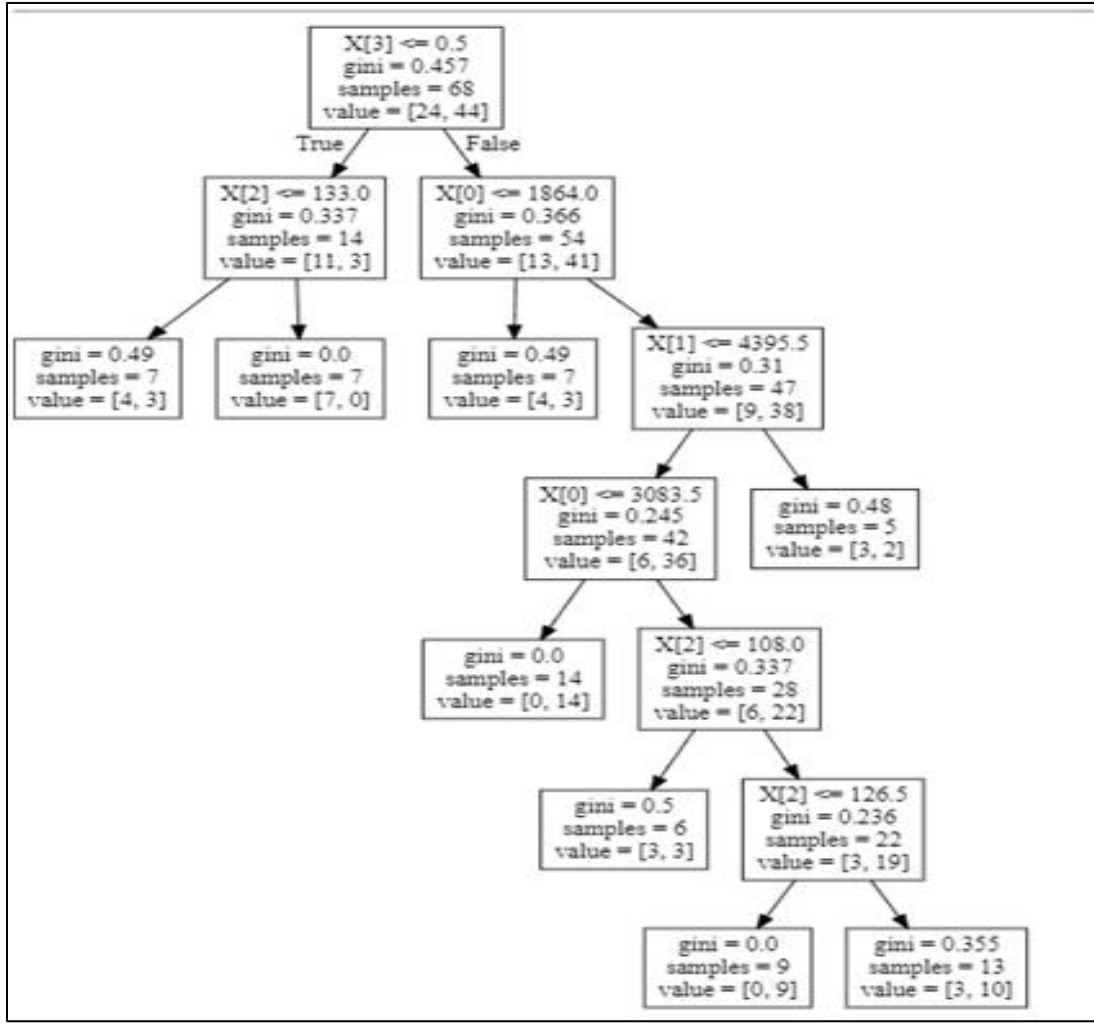 X[3] <= 0.5
gini = 0.457
samples = 68
value = [24, 44]
True
False
X[2] <= 133.0
gini = 0.337
samples = 14
value = [11, 3]
X[0] <= 1864.0
gini = 0.366
samples = 54
value = [13, 41]
gini = 0.49
samples = 7
value = [4, 3]
gini = 0.0
samples = 7
value = [7, 0]
gini = 0.49
samples = 7
value = [4, 3]
X[1] <= 4395.5
gini = 0.31
samples = 47
value = [9, 38]
X[0] <= 3083.5
gini = 0.245
samples = 42
value = [6, 36]
gini = 0.48
samples = 5
value = [3, 2]
gini = 0.0
samples = 14
value = [0, 14]
X[2] <= 108.0
gini = 0.337
samples = 28
value = [6, 22]
gini = 0.5
samples = 6
value = [3, 3]
X[2] <= 126.5
gini = 0.236
samples = 22
value = [3, 19]
gini = 0.0
samples = 9
value = [0, 9]
gini = 0.355
samples = 13
value = [3, 10]